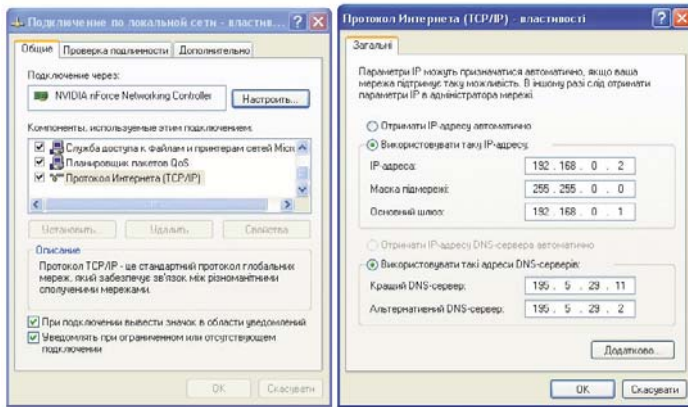 Подключение по локальной сети - властив...
Общие
Проверка подлинности
Дополнительно
Подключение через:
NVIDIA nForce Networking Controller
Настроить...
Компоненты, используемые этим подключением:
Служба доступа к файлам и принтерам сетей Micro
Планировщик пакетов QoS
Протокол Интернета (TCP/IP)
Установить...
Удалить
Свойства
Описание
Протокол TCP/IP - це стандартний протокол глобальних
мереж, який забезпечує зв'язок між різноманітними
сполученими мережами.
При подключении вывести значок в области уведомлений
Уведомлять при ограниченном или отсутствующем
подключении
OK
Скасувати
Протокол Интернета (TCP/IP) - властивості
Загальні
Параметри IP можуть призначатися автоматично, якщо ваша
мережа підтримує таку можливість. В іншому разі слід отримати
параметри IP в адміністратора мережі.
Отримати IP-адресу автоматично
Використовувати таку IP-адресу:
IP-адреса:
192 . 168 . 0 . 2
Маска підмережі:
255 . 255 . 0 . 0
Основний шлюз:
192 . 168 . 0 . 1
Отримати IP-адресу DNS-сервера автоматично
Використовувати такі адреси DNS-серверів:
Кращий DNS-сервер:
195 . 5 . 29 . 11
Альтернативний DNS-сервер:
195 . 5 . 29 . 2
Додатково...
OK
Скасувати